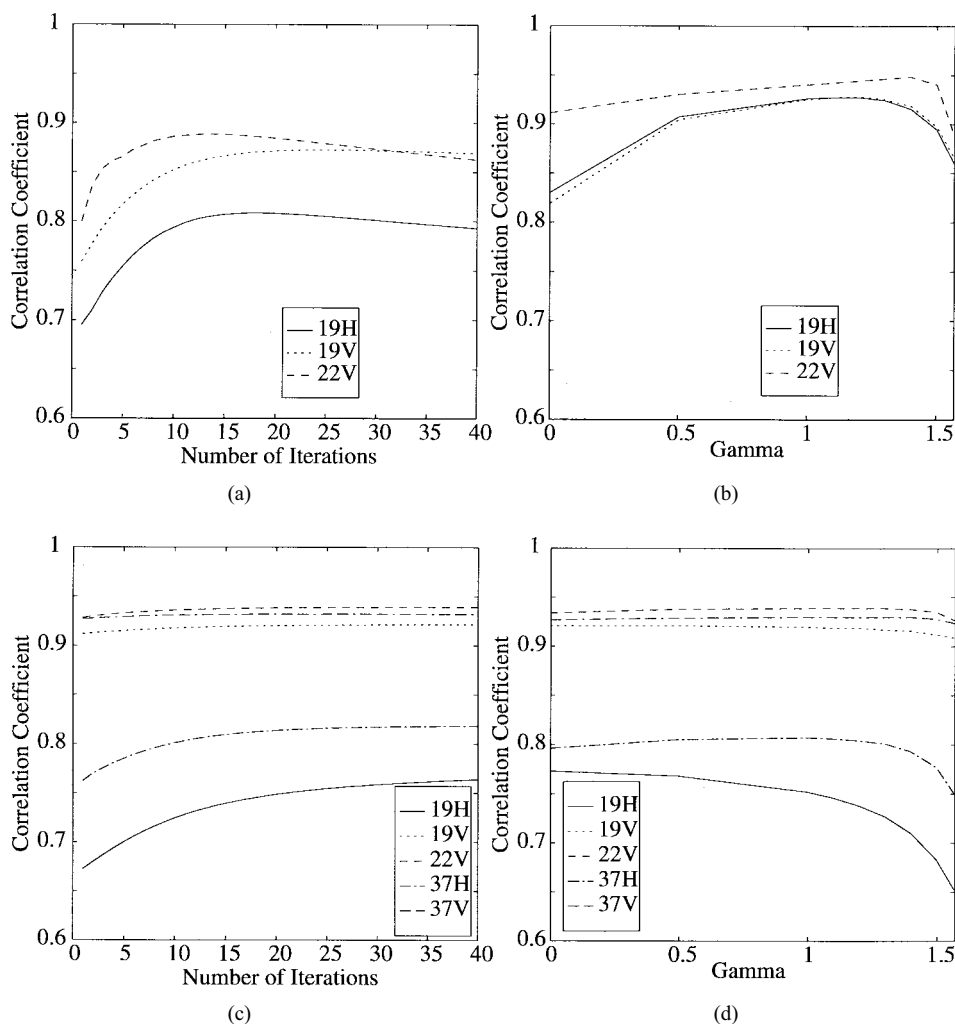 1
0.9
0.8
0.7
0.6
Correlation Coefficient
0 5 10 15 20 25 30 35 40
Number of Iterations
19H
19V
22V
(a)
1
0.9
0.8
0.7
0.6
Correlation Coefficient
0 0.5 1 1.5
Gamma
19H
19V
22V
(b)
1
0.9
0.8
0.7
0.6
Correlation Coefficient
0 5 10 15 20 25 30 35 40
Number of Iterations
19H
19V
22V
37H
37V
(c)
1
0.9
0.8
0.7
0.6
Correlation Coefficient
0 0.5 1 1.5
Gamma
19H
19V
22V
37H
37V
(d)